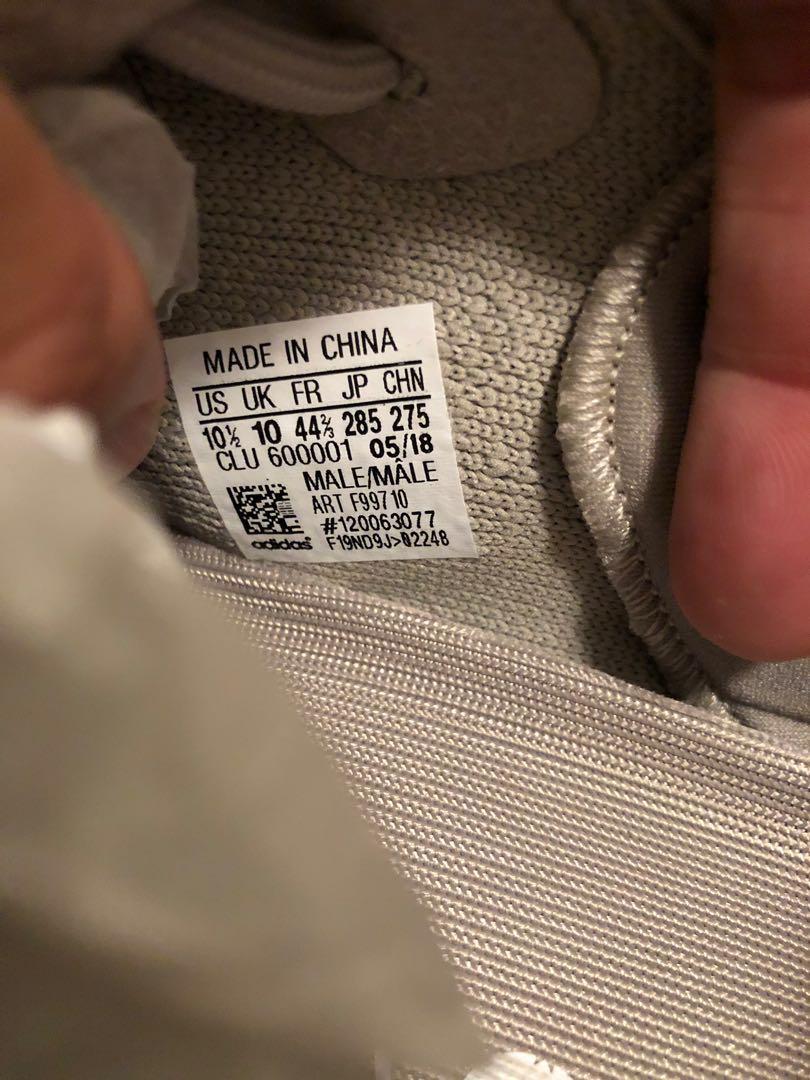 MADE IN CHINA
US UK FR JP CHN
10½ 10 44⅔ 285 275
CLU 600001 05/18
MALE/MÂLE
ART F99710
#120063077
adidas® F19ND9J>02248